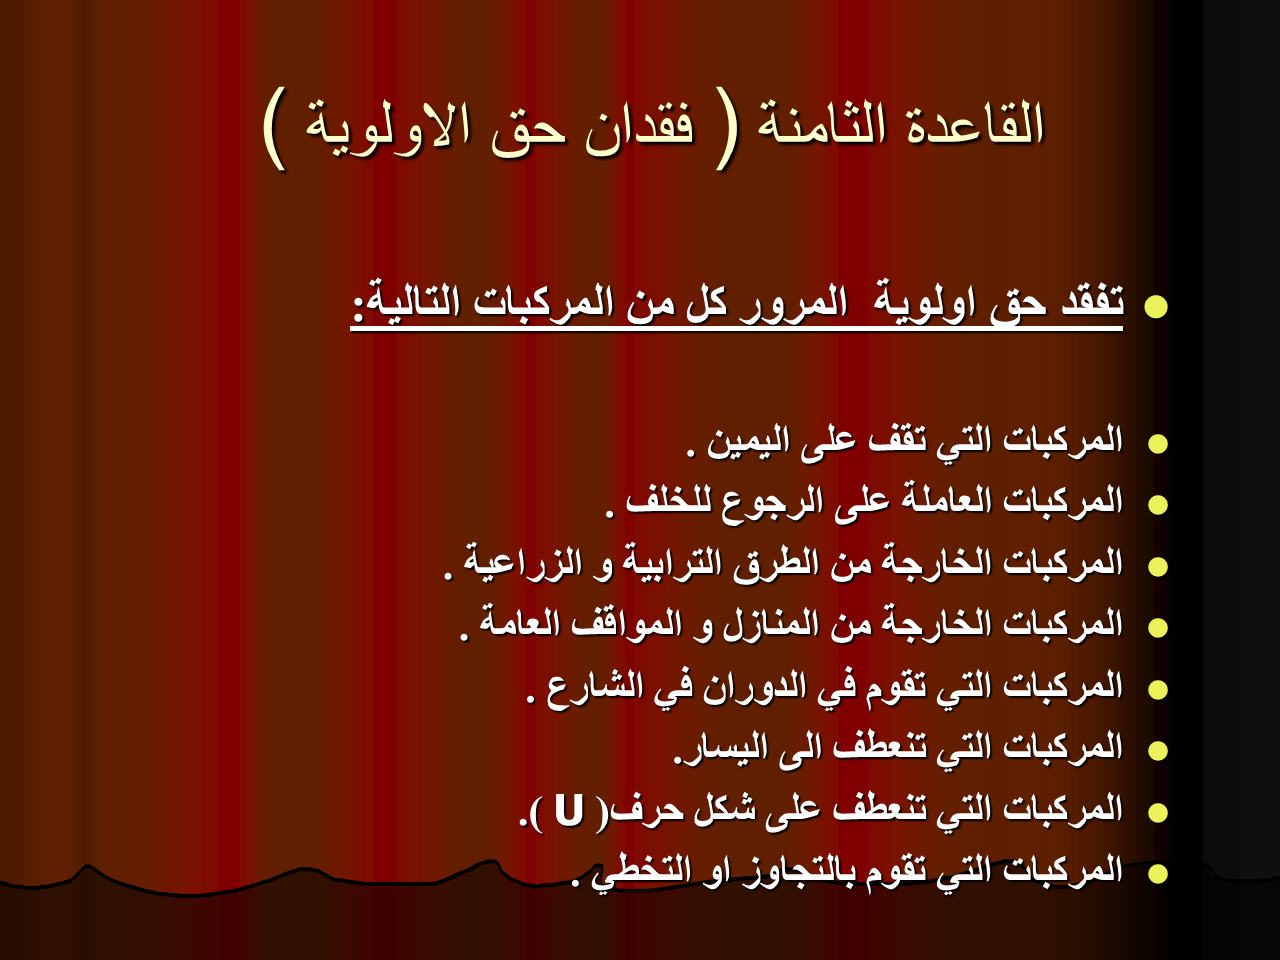 القاعدة الثامنة ( فقدان حق الاولوية )
تفقد حق اولوية المرور كل من المركبات التالية:
المركبات التي تقف على اليمين .
المركبات العاملة على الرجوع للخلف .
المركبات الخارجة من الطرق الترابية و الزراعية .
المركبات الخارجة من المنازل و المواقف العامة .
المركبات التي تقوم في الدوران في الشارع .
المركبات التي تنعطف الى اليسار.
المركبات التي تنعطف على شكل حرف( U ).
المركبات التي تقوم بالتجاوز او التخطي .